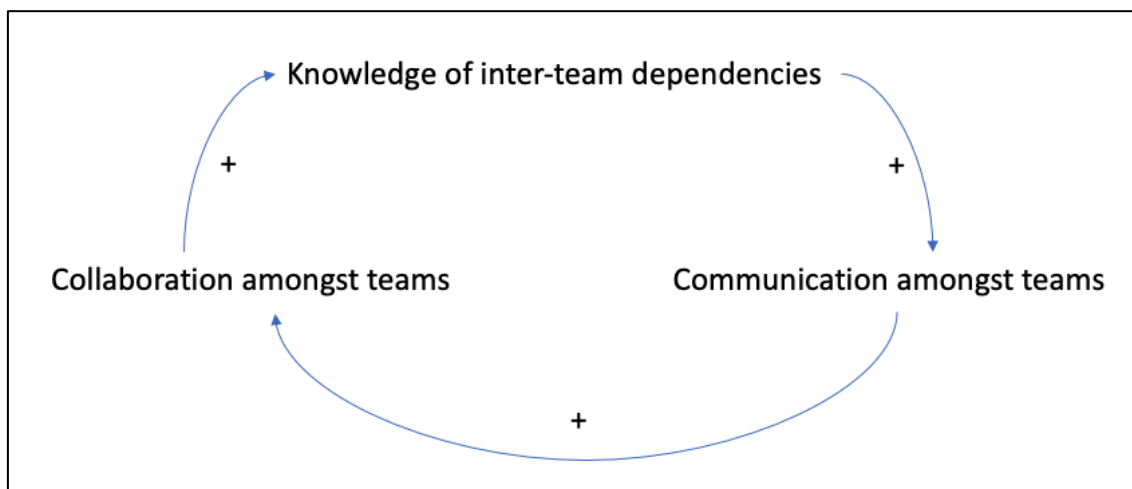 Knowledge of inter-team dependencies
+
+
Collaboration amongst teams
Communication amongst teams
+